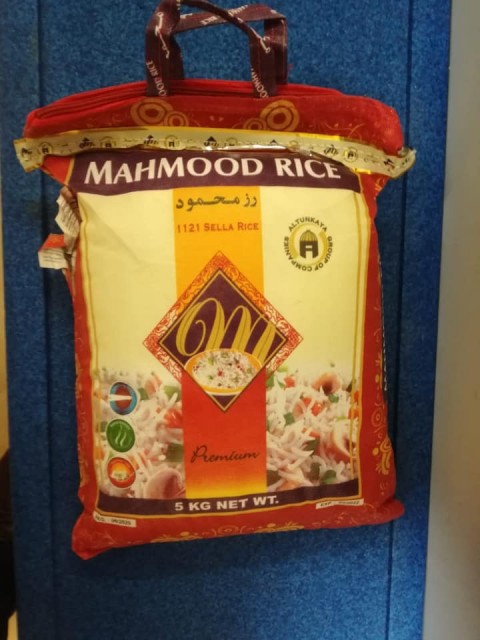 MAHMOOD RICE
رز محمود
1121 SELLA RICE
ALTUNKAYA
GROUP OF COMPANIES
Premium
5 KG NET WT.